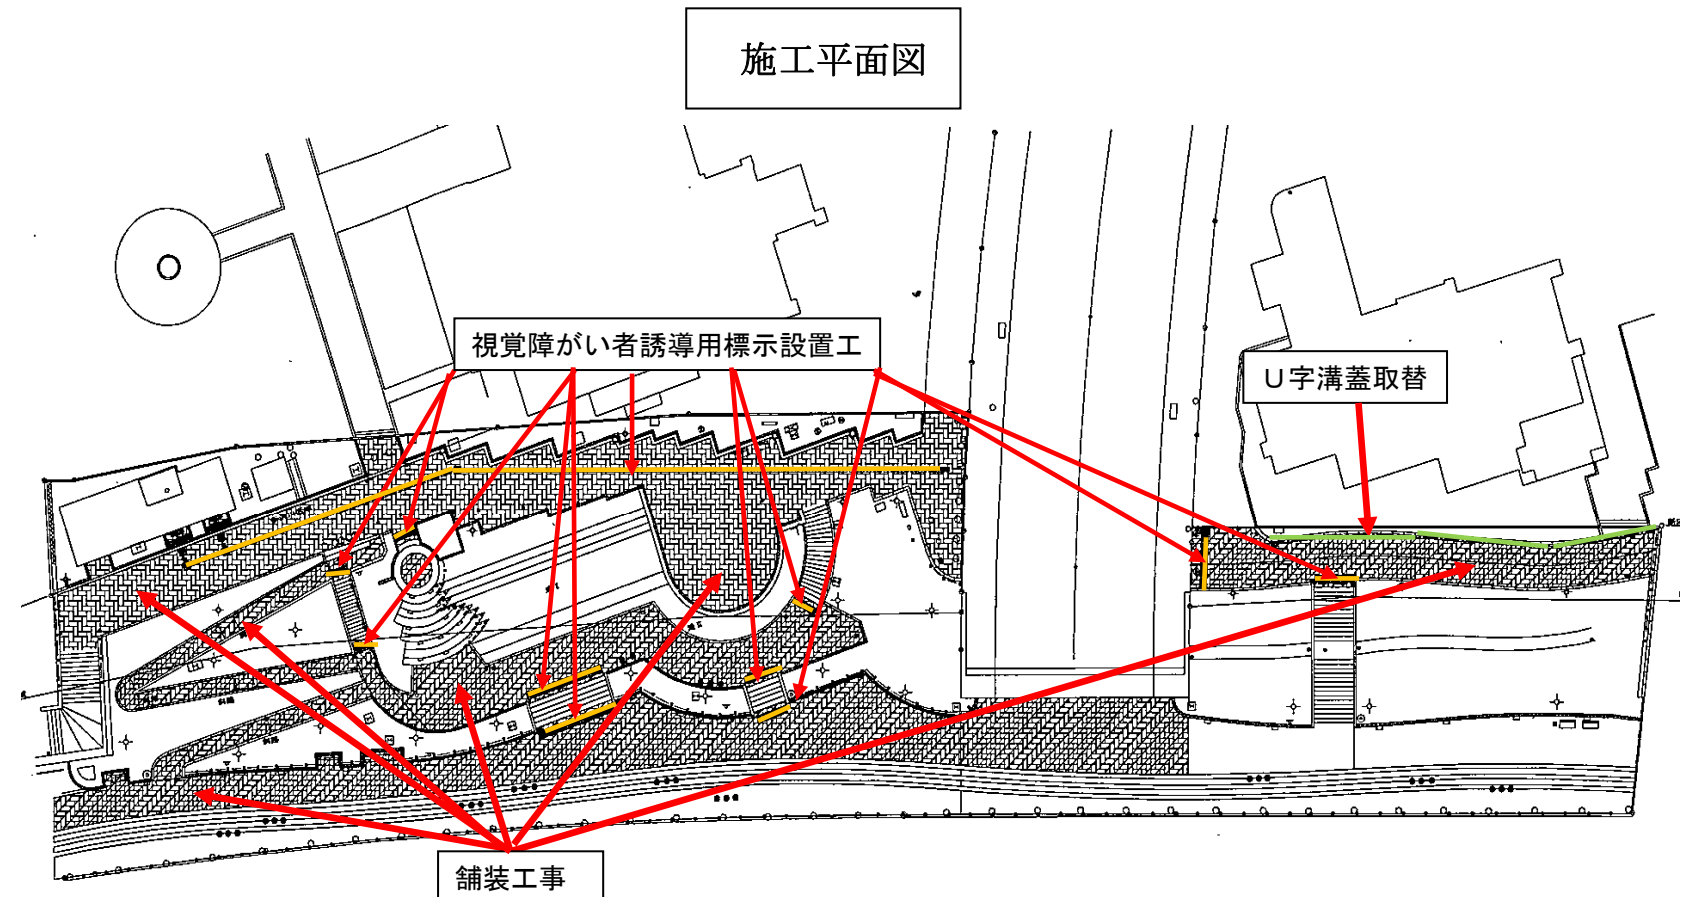 施工平面図
視覚障がい者誘導用標示設置工
U字溝蓋取替
舗装工事